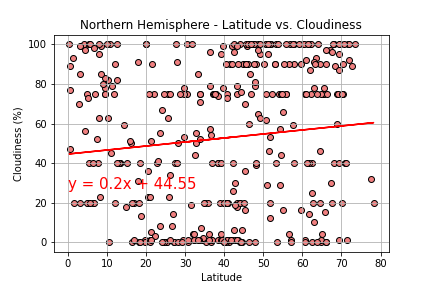 Northern Hemisphere - Latitude vs. Cloudiness
100
80
60
40
20
0
Cloudiness (%)
y = 0.2x + 44.55
0 10 20 30 40 50 60 70 80
Latitude